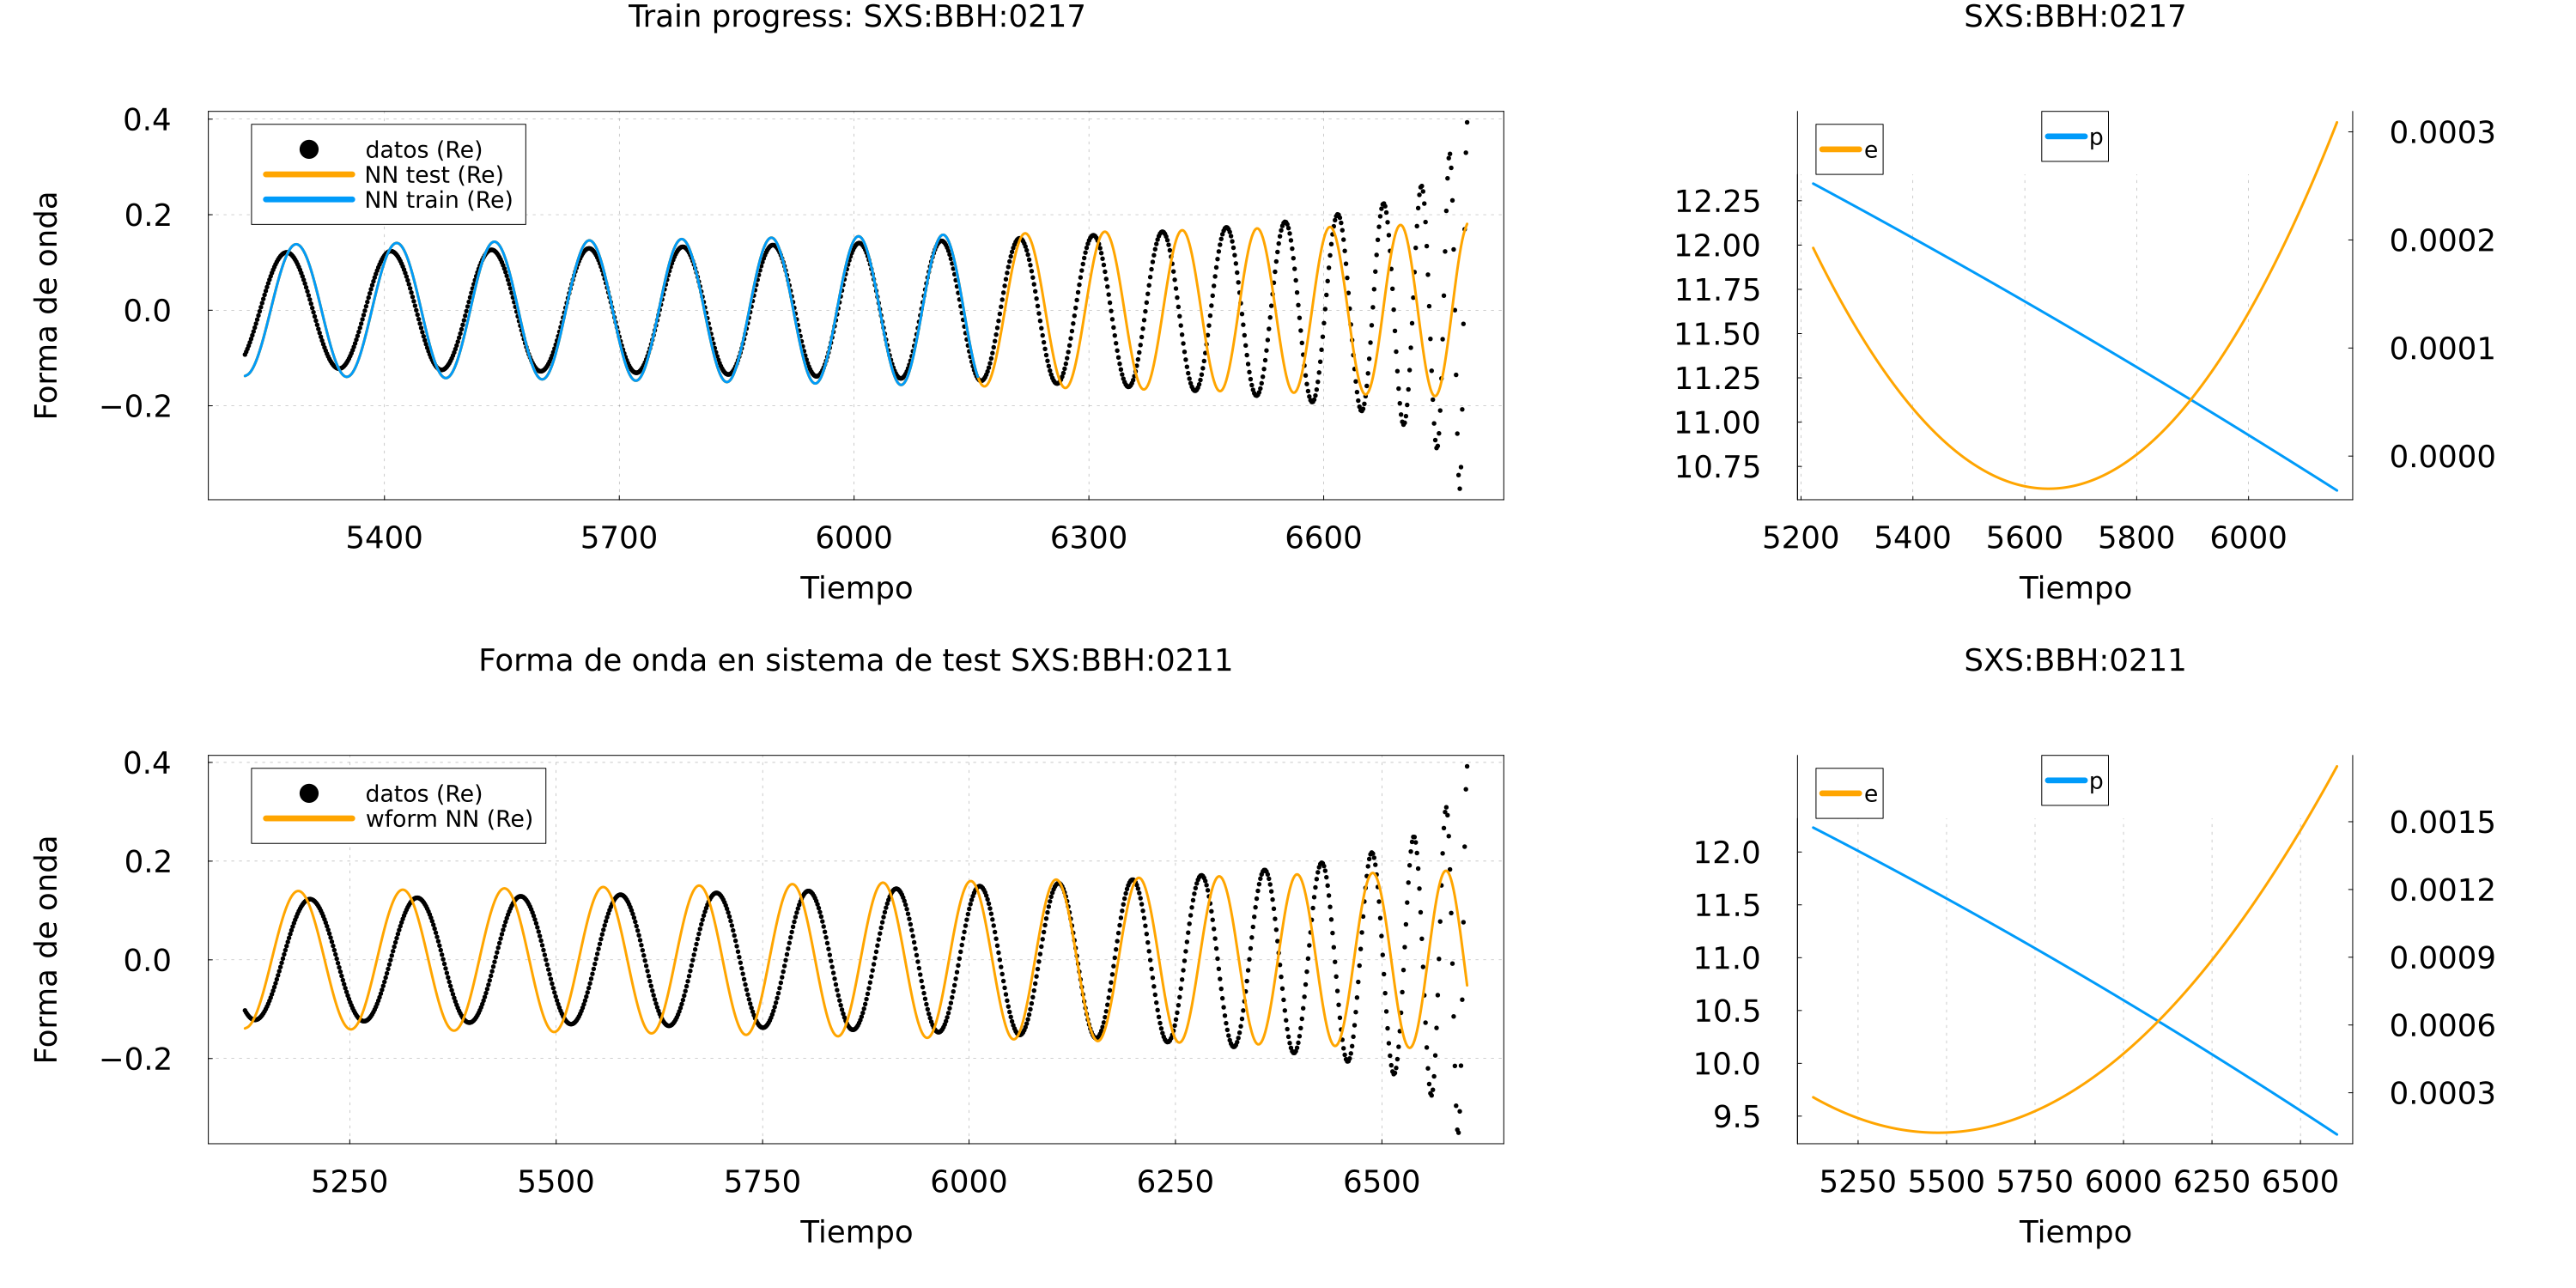 Train progress: SXS:BBH:0217
Forma de onda
0.4
0.2
0.0
−0.2
datos (Re)
NN test (Re)
NN train (Re)
5400 5700 6000 6300 6600
Tiempo
SXS:BBH:0217
e
p
12.25
12.00
11.75
11.50
11.25
11.00
10.75
0.0003
0.0002
0.0001
0.0000
5200 5400 5600 5800 6000
Tiempo
Forma de onda en sistema de test SXS:BBH:0211
Forma de onda
0.4
0.2
0.0
−0.2
datos (Re)
wform NN (Re)
5250 5500 5750 6000 6250 6500
Tiempo
SXS:BBH:0211
e
p
12.0
11.5
11.0
10.5
10.0
9.5
0.0015
0.0012
0.0009
0.0006
0.0003
5250 5500 5750 6000 6250 6500
Tiempo